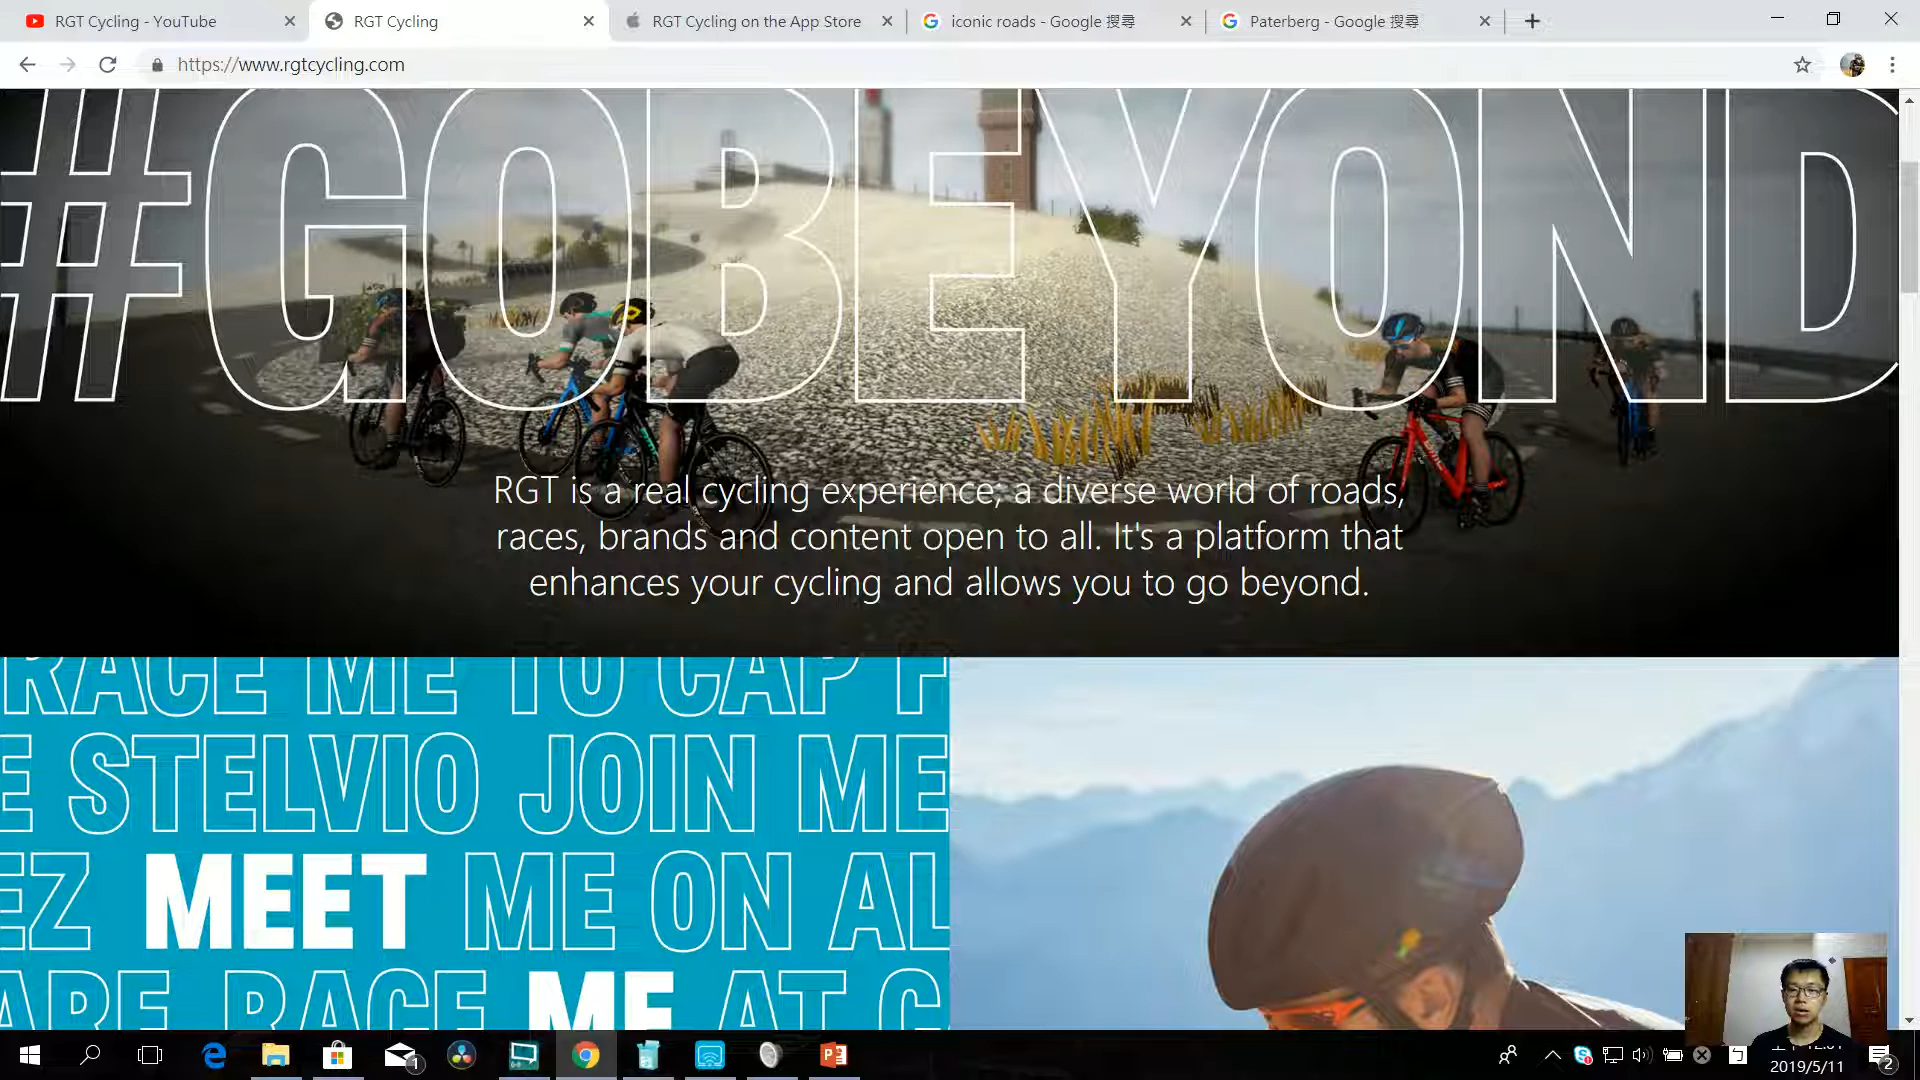 RGT Cycling - YouTube
RGT Cycling
RGT Cycling on the App Store
iconic roads - Google 搜尋
Paterberg - Google 搜尋
https://www.rgtcycling.com
#GOBEYOND
RGT is a real cycling experience; a diverse world of roads,
races, brands and content open to all. It's a platform that
enhances your cycling and allows you to go beyond.
RACE ME TO CAP F
E STELVIO JOIN ME
EZ MEET ME ON AL
ARE RACE ME AT C
1
2019/5/11
2